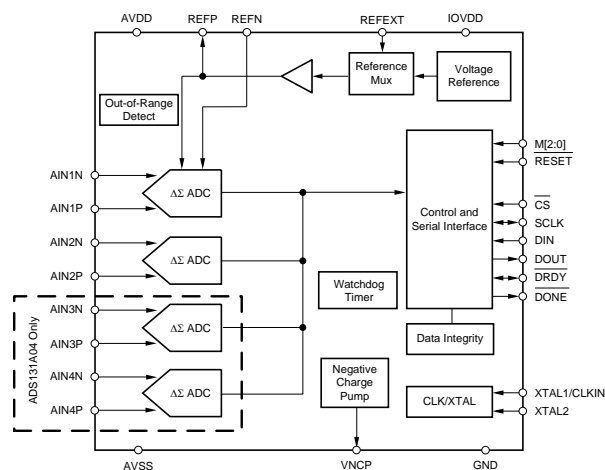 AVDD
REFP
REFN
REFEXT
IOVDD
Reference
Mux
Voltage
Reference
Out-of-Range
Detect
M[2:0]
RESET
AIN1N
AIN1P
ΔΣ ADC
Control and
Serial Interface
CS
SCLK
DIN
DOUT
DRDY
DONE
AIN2N
AIN2P
ΔΣ ADC
Watchdog
Timer
ADS131A04 Only
AIN3N
AIN3P
ΔΣ ADC
Data Integrity
AIN4N
AIN4P
ΔΣ ADC
Negative
Charge
Pump
CLK/XTAL
XTAL1/CLKIN
XTAL2
AVSS
VNCP
GND